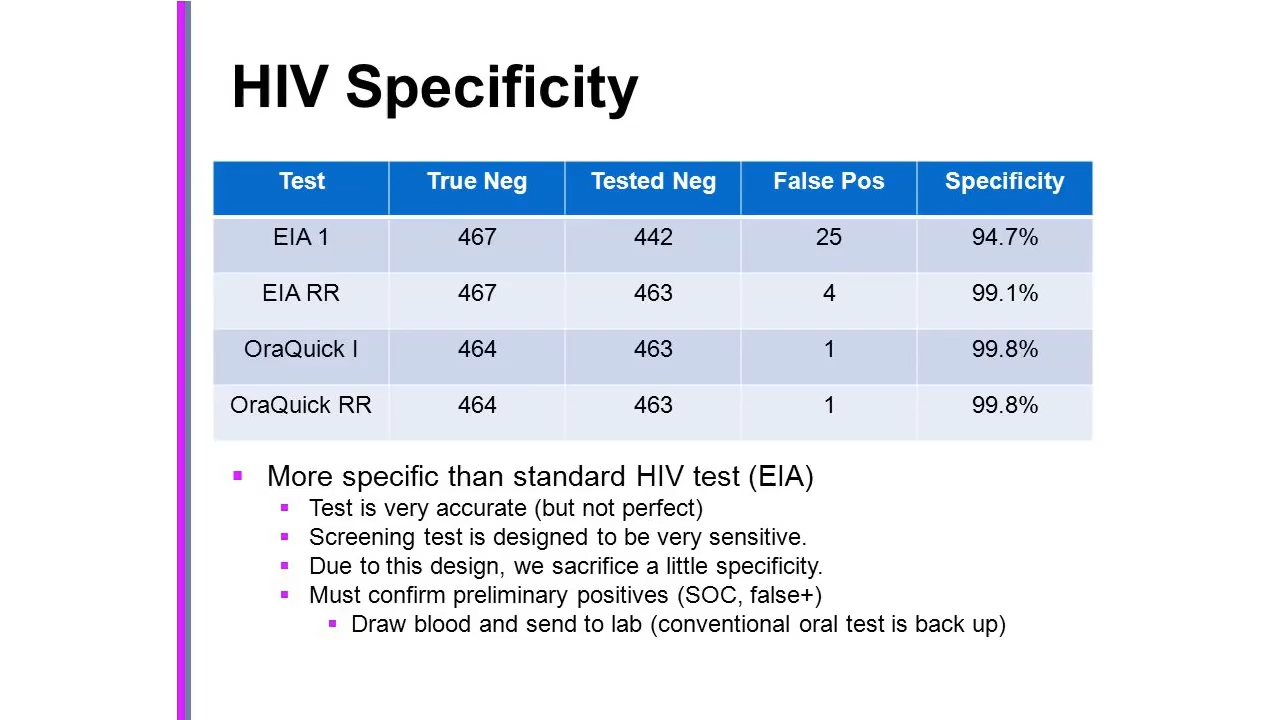 HIV Specificity
Test True Neg Tested Neg False Pos Specificity
EIA 1 467 442 25 94.7%
EIA RR 467 463 4 99.1%
OraQuick I 464 463 1 99.8%
OraQuick RR 464 463 1 99.8%
More specific than standard HIV test (EIA)
Test is very accurate (but not perfect)
Screening test is designed to be very sensitive.
Due to this design, we sacrifice a little specificity.
Must confirm preliminary positives (SOC, false+)
Draw blood and send to lab (conventional oral test is back up)